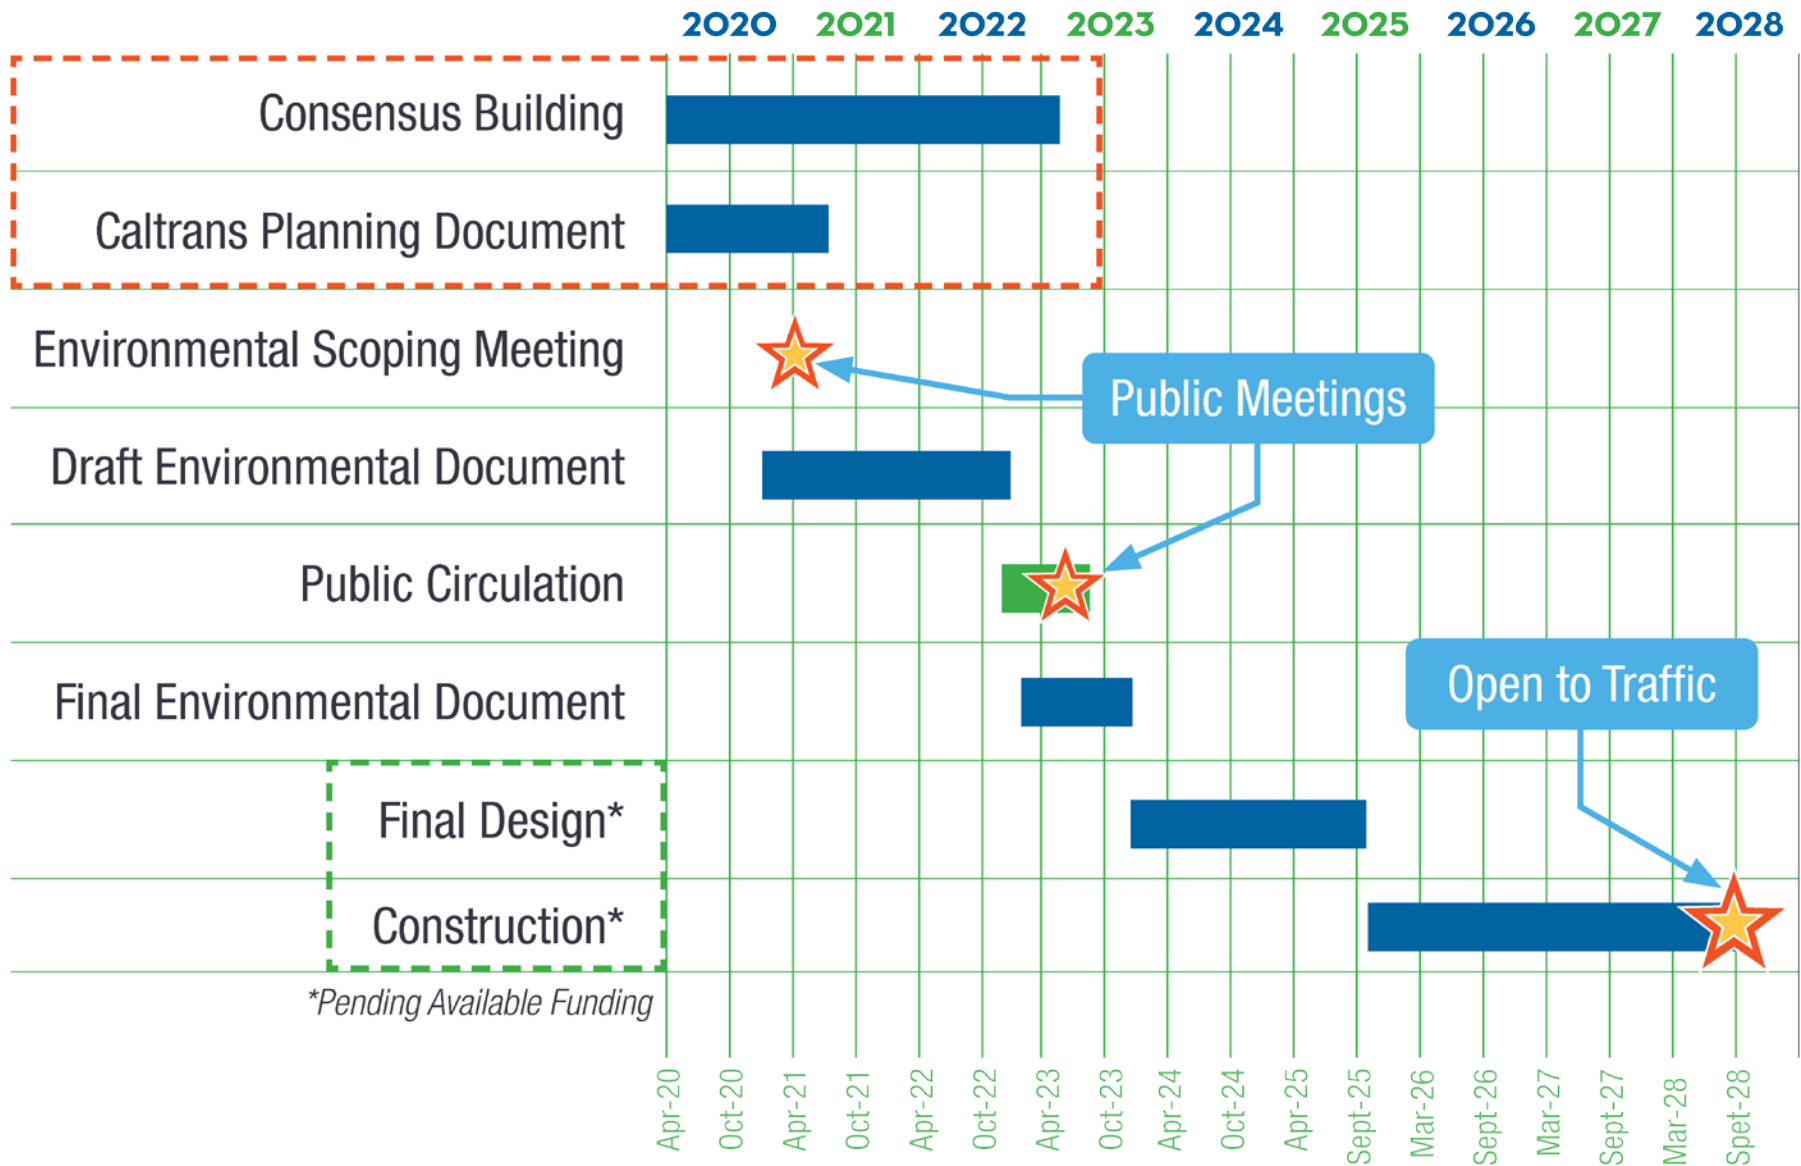 2020 2021 2022 2023 2024 2025 2026 2027 2028
Consensus Building
Caltrans Planning Document
Environmental Scoping Meeting
Public Meetings
Draft Environmental Document
Public Circulation
Open to Traffic
Final Environmental Document
Final Design*
Construction*
*Pending Available Funding
Apr-20
Oct-20
Apr-21
Oct-21
Apr-22
Oct-22
Apr-23
Oct-23
Apr-24
Oct-24
Apr-25
Sept-25
Mar-26
Sept-26
Mar-27
Sept-27
Mar-28
Spet-28